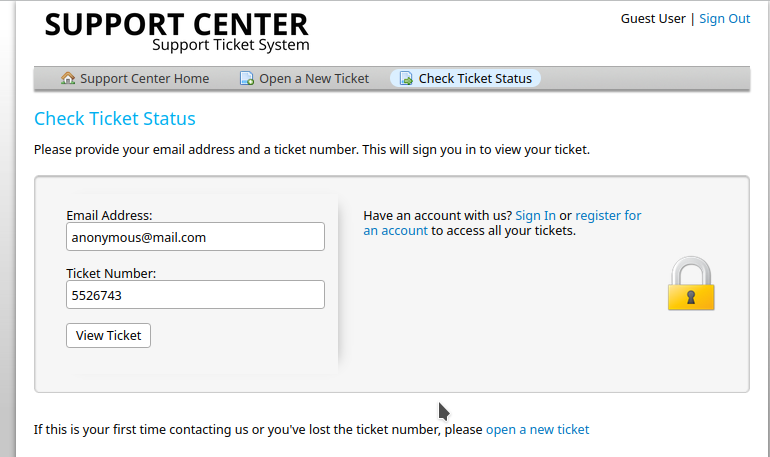 SUPPORT CENTER
Support Ticket System
Guest User | Sign Out
Support Center Home
Open a New Ticket
Check Ticket Status
Check Ticket Status
Please provide your email address and a ticket number. This will sign you in to view your ticket.
Email Address:
anonymous@mail.com
Ticket Number:
5526743
View Ticket
Have an account with us? Sign In or register for
an account to access all your tickets.
If this is your first time contacting us or you've lost the ticket number, please open a new ticket